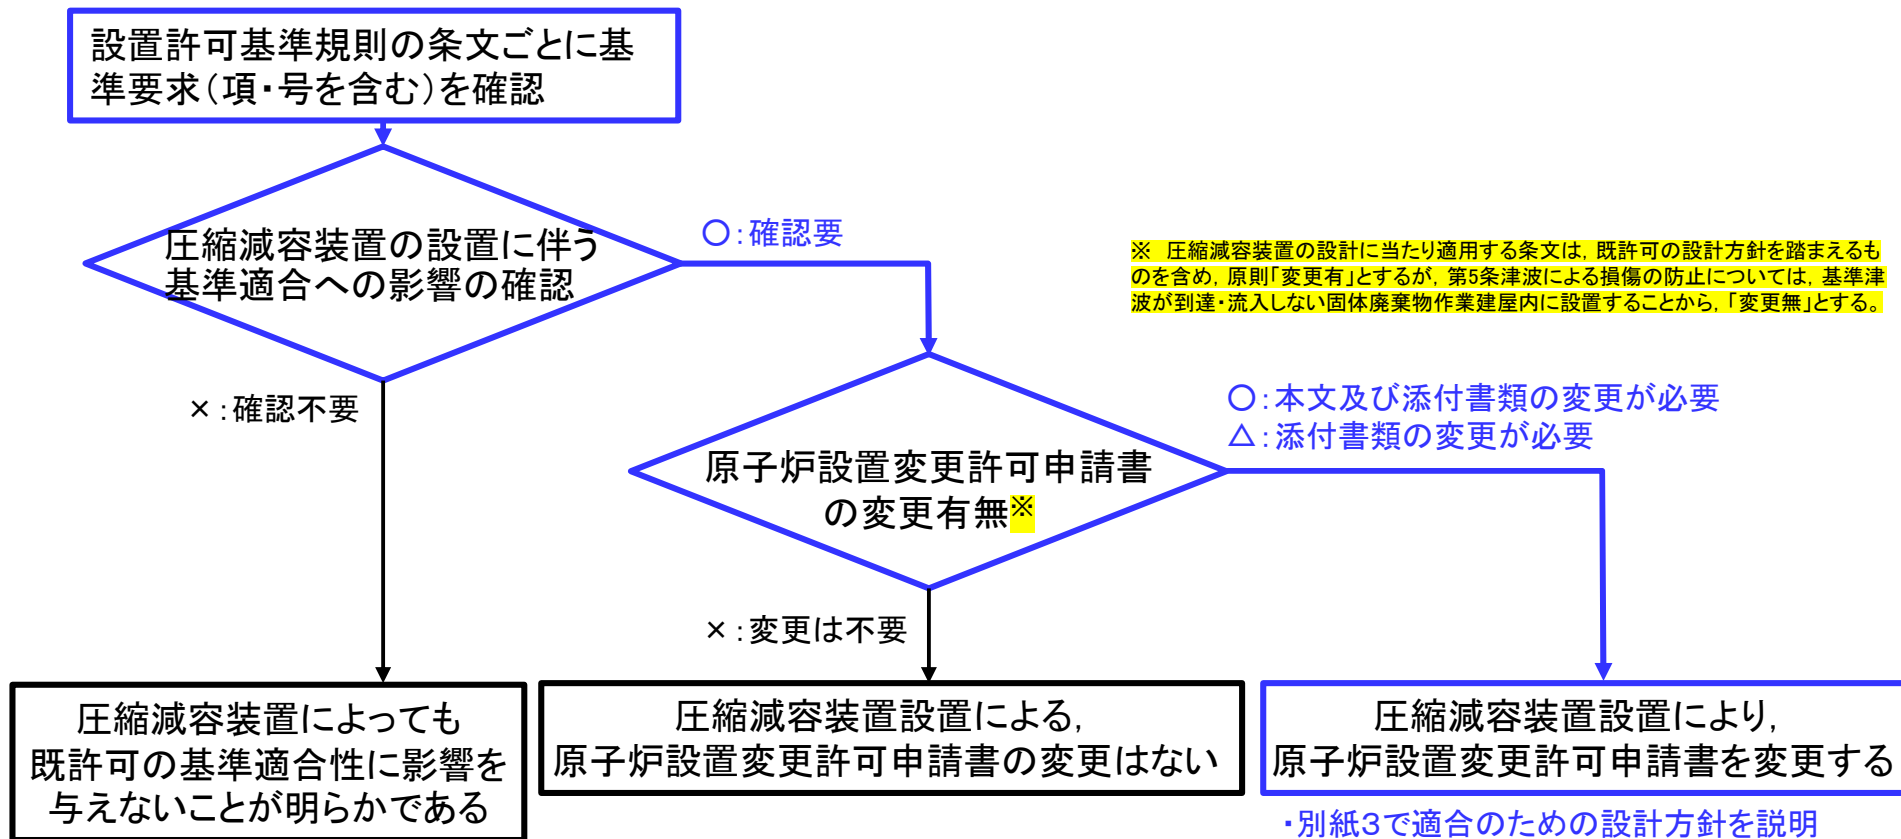 設置許可基準規則の条文ごとに基
準要求(項・号を含む)を確認
圧縮減容装置の設置に伴う
基準適合への影響の確認
○:確認要
※ 圧縮減容装置の設計に当たり適用する条文は,既許可の設計方針を踏まえるも
のを含め,原則「変更有」とするが,第5条津波による損傷の防止については,基準津
波が到達・流入しない固体廃棄物作業建屋内に設置することから,「変更無」とする。
×:確認不要
○:本文及び添付書類の変更が必要
△:添付書類の変更が必要
原子炉設置変更許可申請書
の変更有無※
×:変更は不要
圧縮減容装置によっても
既許可の基準適合性に影響を
与えないことが明らかである
圧縮減容装置設置による,
原子炉設置変更許可申請書の変更はない
圧縮減容装置設置により,
原子炉設置変更許可申請書を変更する
・別紙3で適合のための設計方針を説明